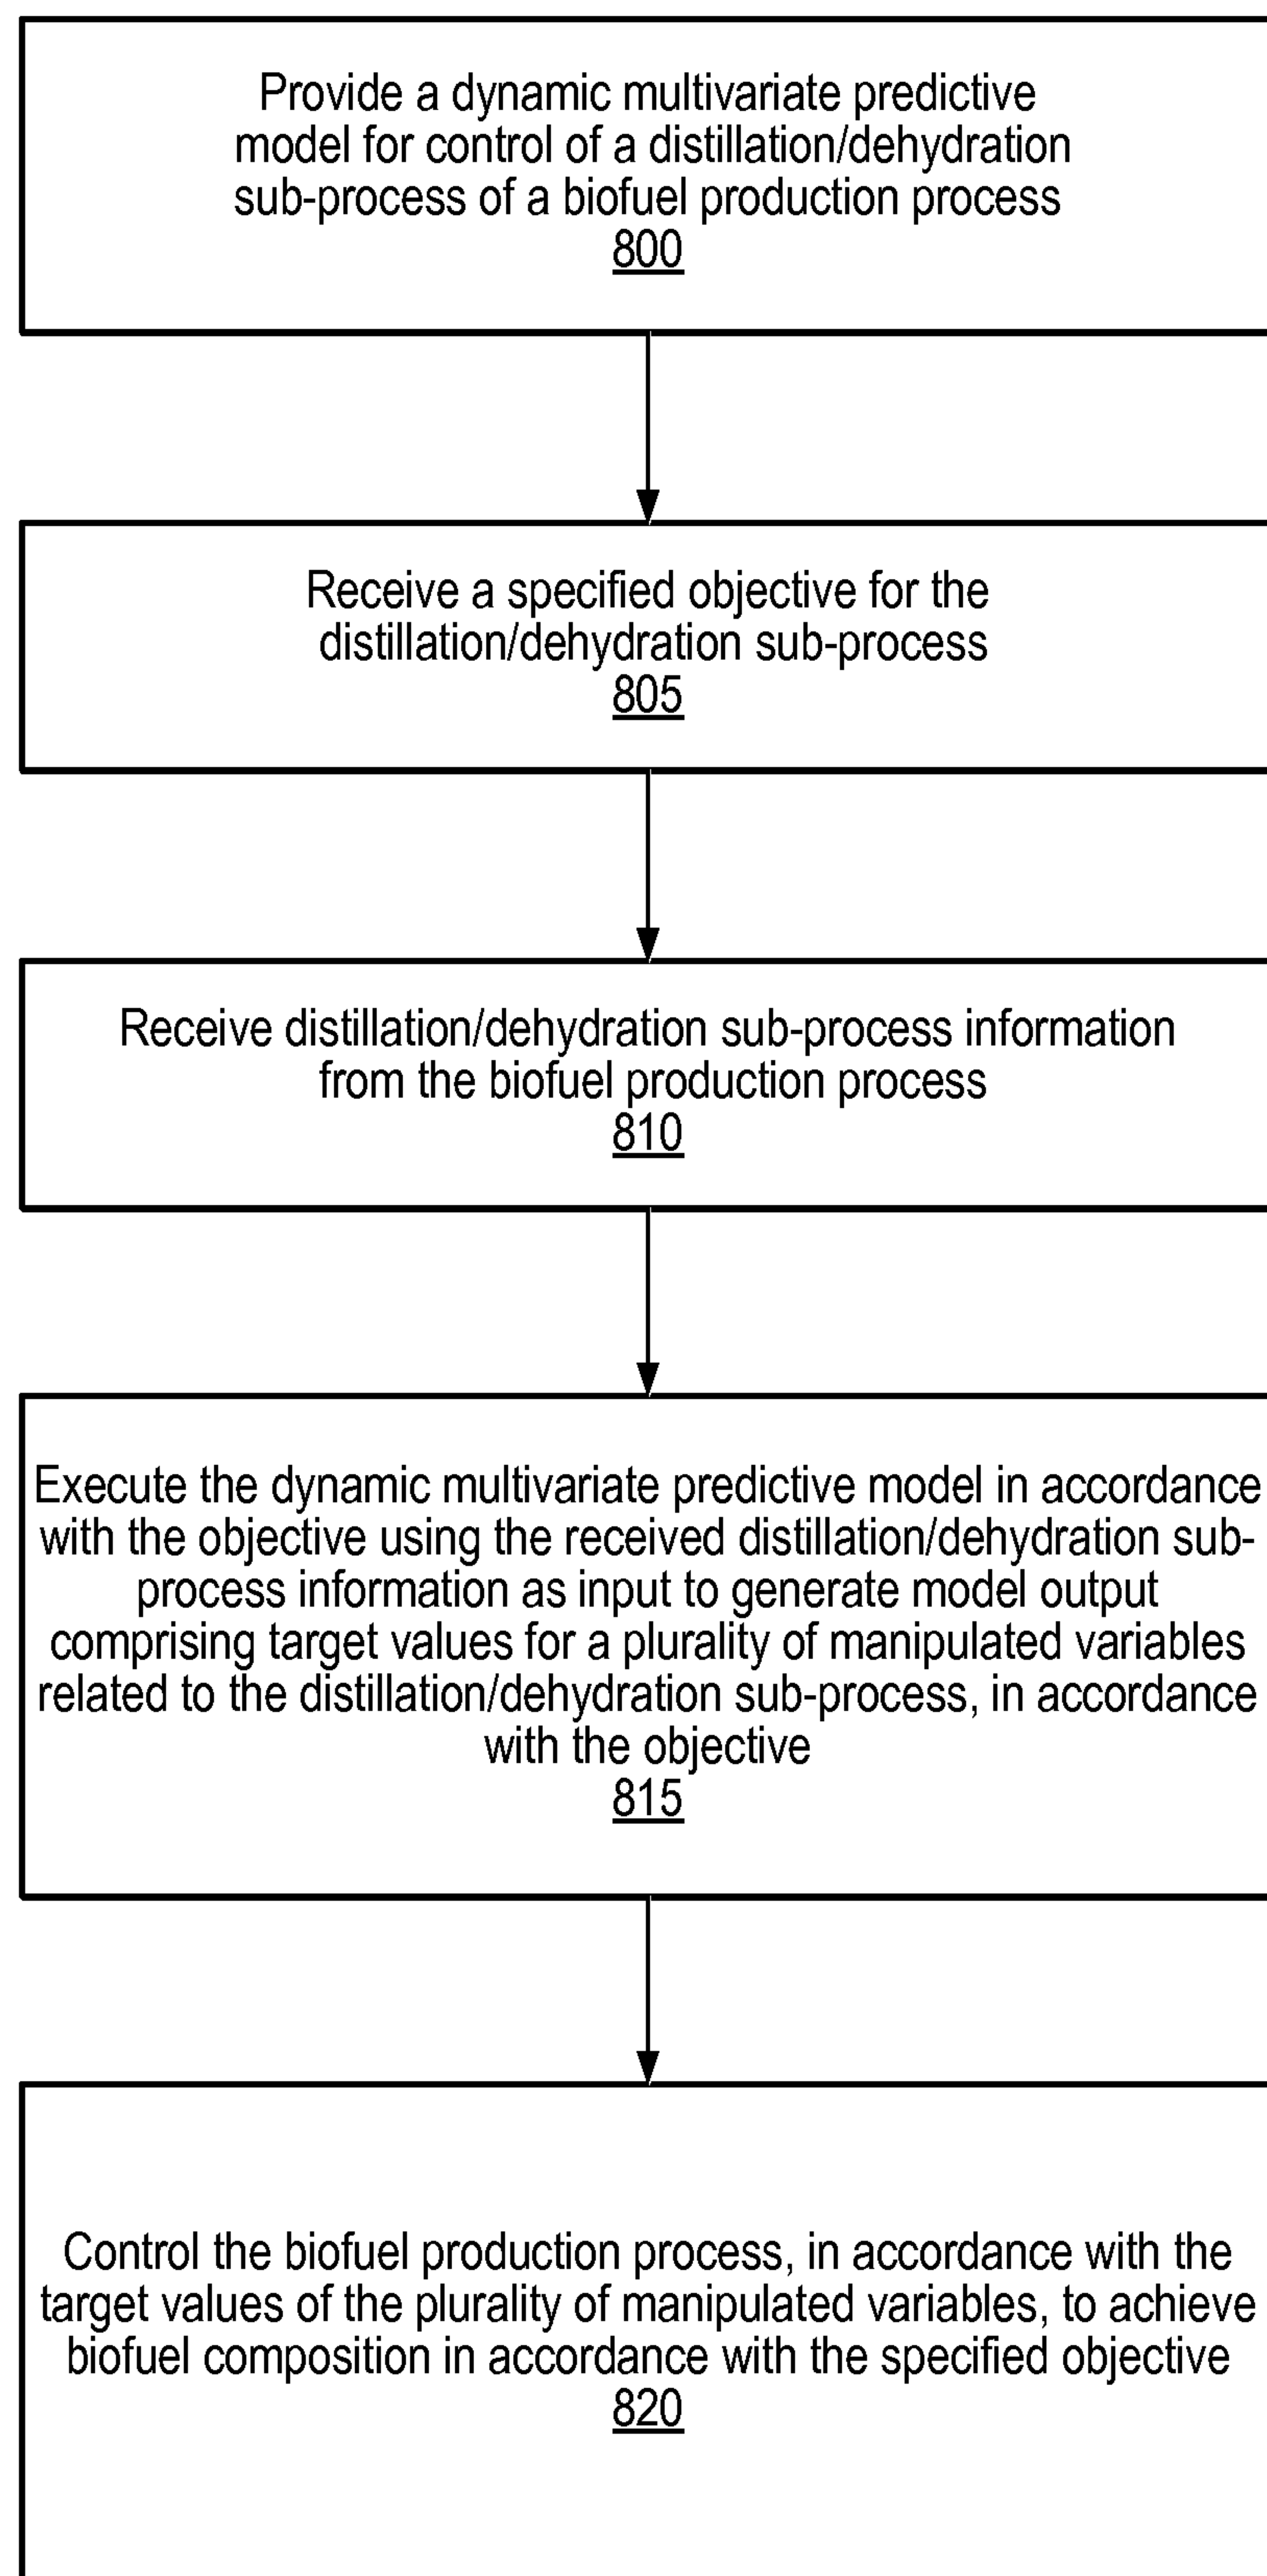 Provide a dynamic multivariate predictive
model for control of a distillation/dehydration
sub-process of a biofuel production process
800
Receive a specified objective for the
distillation/dehydration sub-process
805
Receive distillation/dehydration sub-process information
from the biofuel production process
810
Execute the dynamic multivariate predictive model in accordance
with the objective using the received distillation/dehydration sub-
process information as input to generate model output
comprising target values for a plurality of manipulated variables
related to the distillation/dehydration sub-process, in accordance
with the objective
815
Control the biofuel production process, in accordance with the
target values of the plurality of manipulated variables, to achieve
biofuel composition in accordance with the specified objective
820